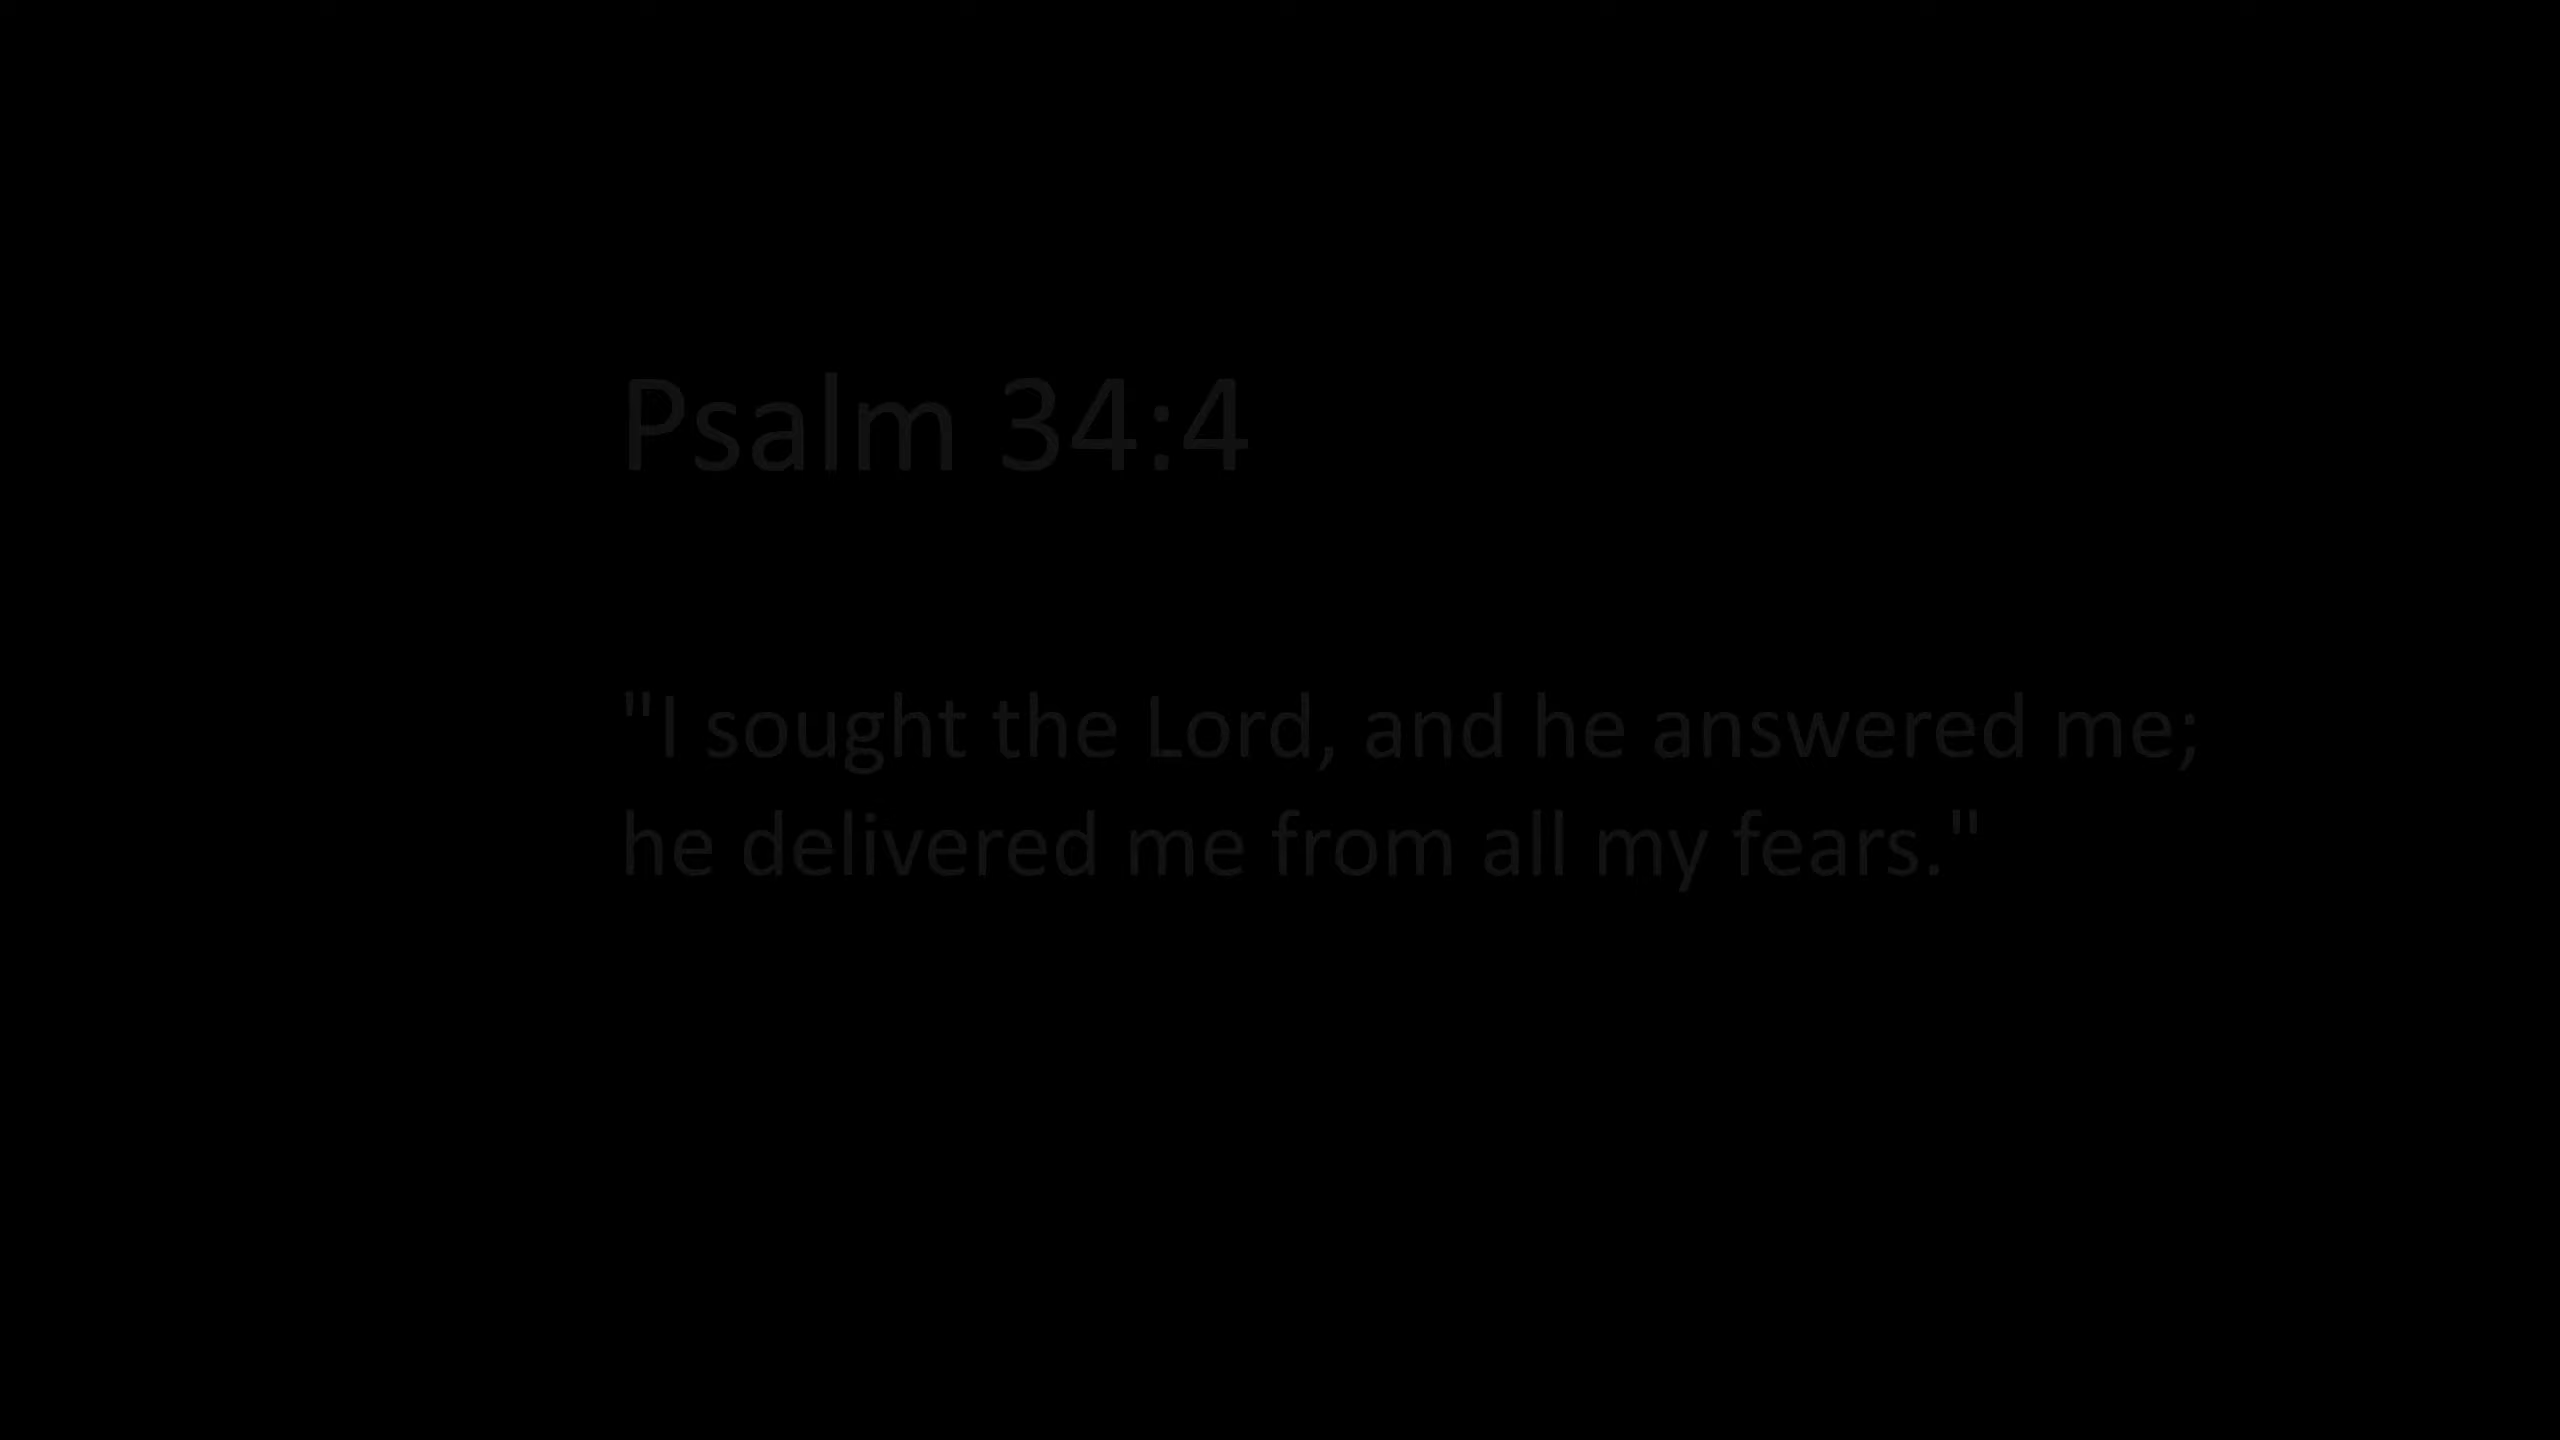 Psalm 34:4
"I sought the Lord, and he answered me;
he delivered me from all my fears."